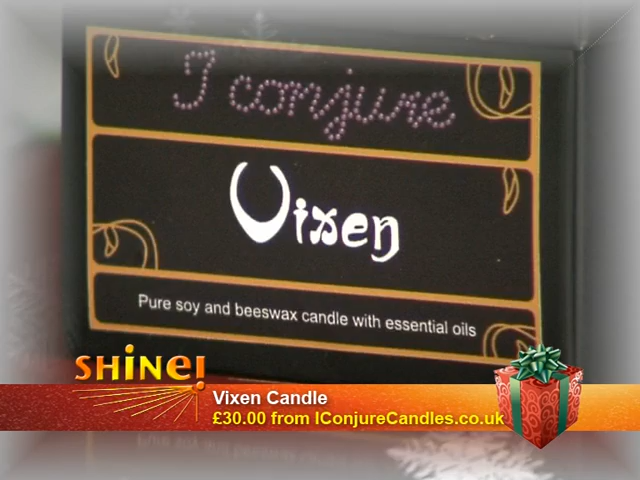 I conjure
Vixen
Pure soy and beeswax candle with essential oils
SHINE!
Vixen Candle
£30.00 from IConjureCandles.co.uk